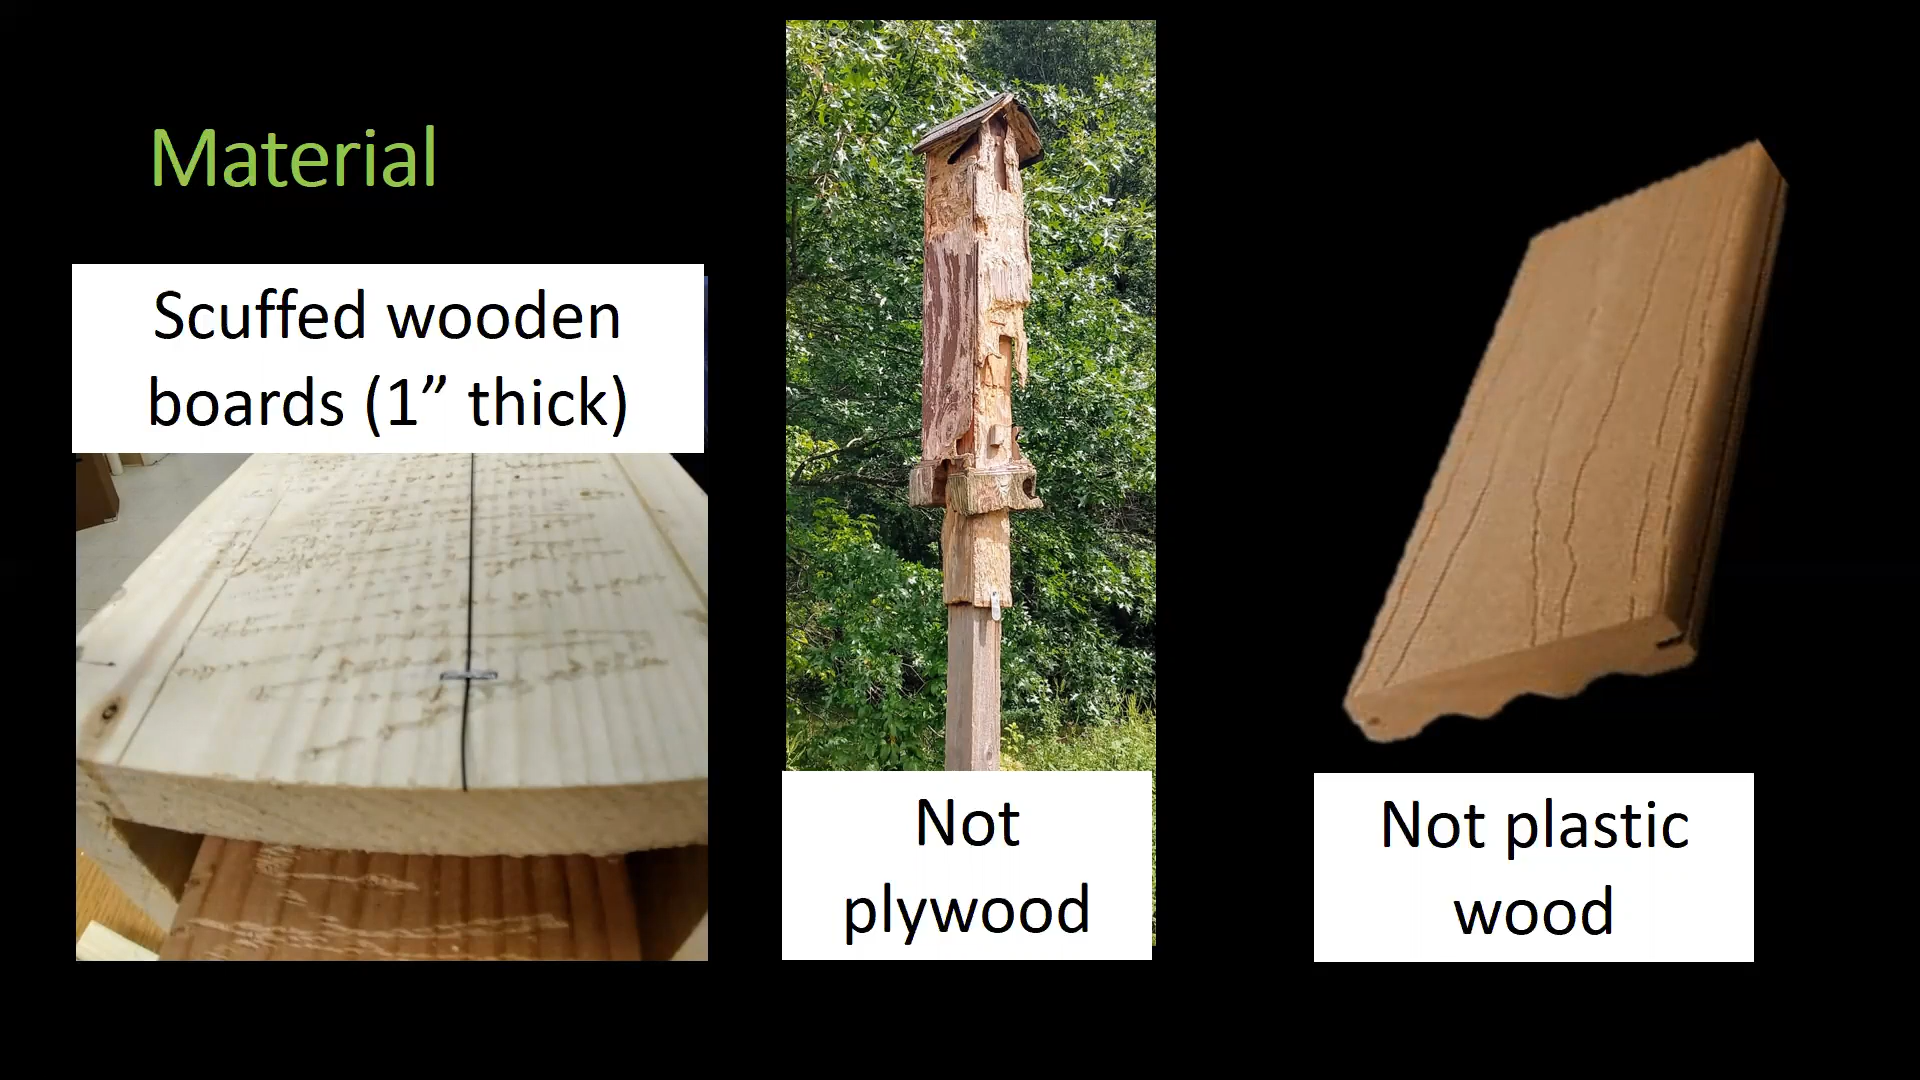 Material
Scuffed wooden
boards (1” thick)
Not
plywood
Not plastic
wood